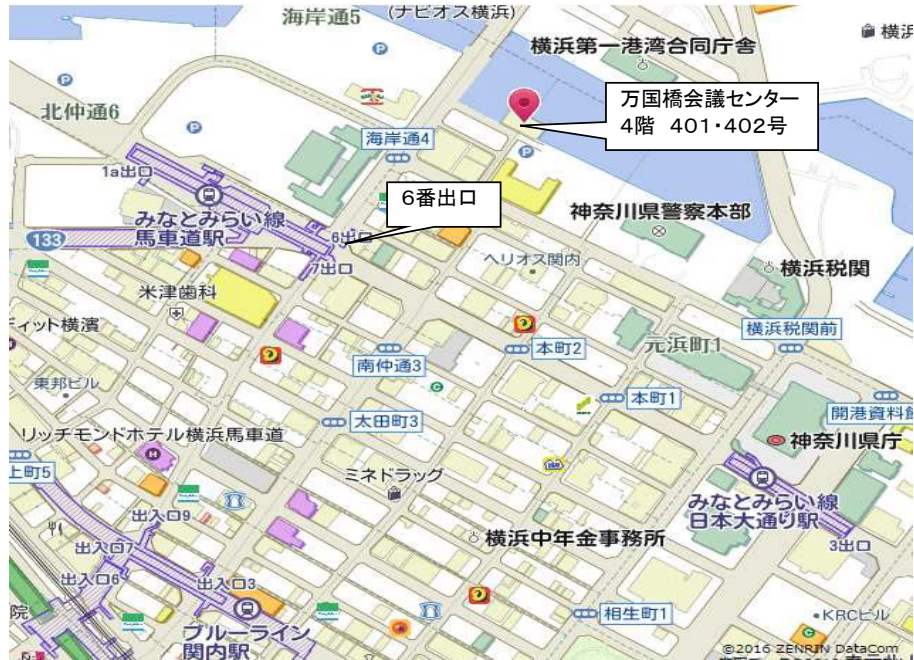 海岸通5
(ナビオス横浜)
横浜第一港湾合同庁舎
横浜
北仲通6
万国橋会議センター
4階 401・402号
海岸通4
1a出口
6番出口
みなとみらい線
馬車道駅
神奈川県警察本部
133
6出口
7出口
ヘリオス関内
横浜税関
米津歯科
ティット横濱
横浜税関前
元浜町1
南仲通3
本町2
東邦ビル
本町1
開港資料館
太田町3
リッチモンドホテル横浜馬車道
神奈川県庁
上町5
ミネドラッグ
みなとみらい線
日本大通り駅
出入口9
横浜中年金事務所
3出口
出入口7
出入口6
出入口3
院
相生町1
KRCビル
ブルーライン
関内駅
©2016 ZENRIN DataCom